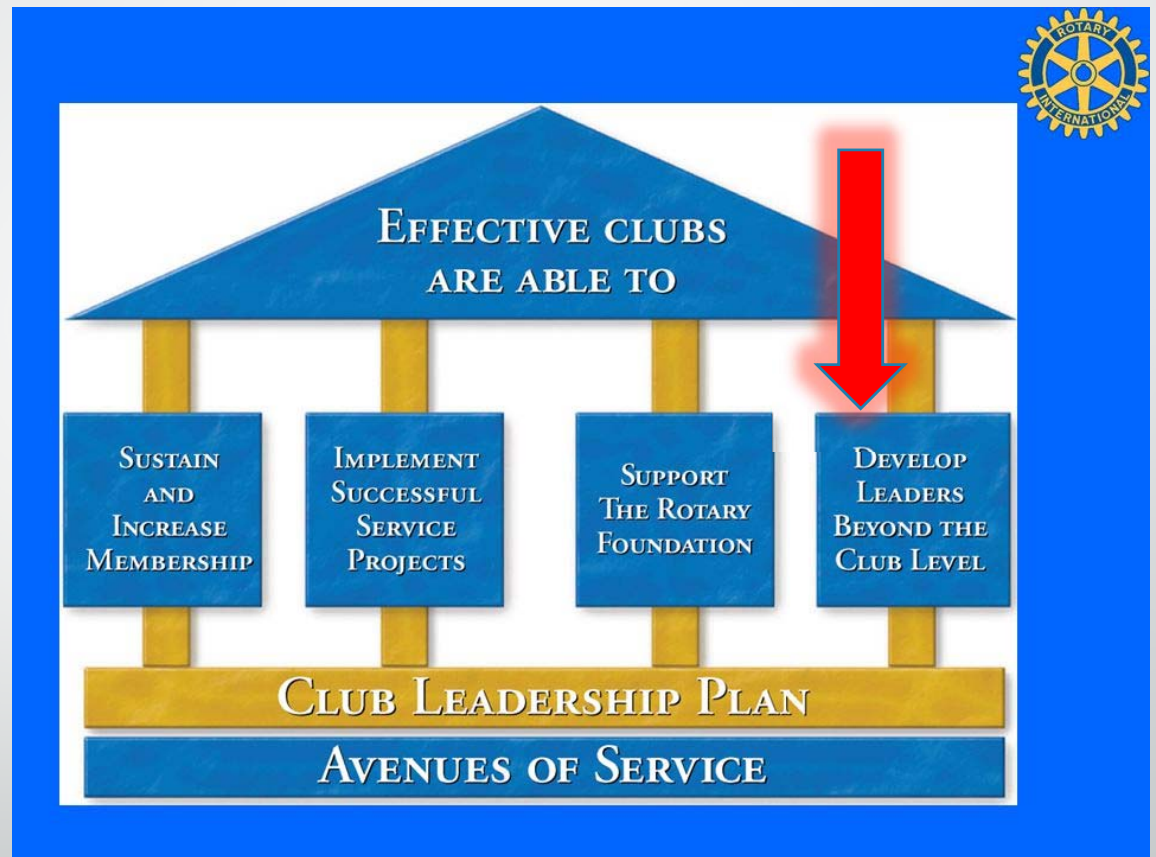 ROTARY
INTERNATIONAL
EFFECTIVE CLUBS
ARE ABLE TO
SUSTAIN
AND
INCREASE
MEMBERSHIP
IMPLEMENT
SUCCESSFUL
SERVICE
PROJECTS
SUPPORT
THE ROTARY
FOUNDATION
DEVELOP
LEADERS
BEYOND THE
CLUB LEVEL
CLUB LEADERSHIP PLAN
AVENUES OF SERVICE